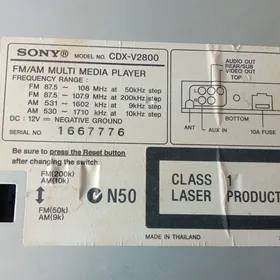 SONY® MODEL NO. CDX-V2800
FM/AM MULTI MEDIA PLAYER
FREQUENCY RANGE :
FM 87.5 - 108 MHz at 50kHz step
FM 87.5 - 107.9 MHz at 200kHz step
AM 531 - 1602 kHz at 9kHz step
AM 530 - 1710 kHz at 10kHz step
DC : 12V ⎓ NEGATIVE GROUND
SERIAL NO. 1667776
AUDIO OUT
REAR/SUB
VIDEO OUT
TOP
ANT
AUX IN
10A FUSE
Be sure to press the Reset button
after changing the switch.
FM(200k)
AM(10k)
FM(50k)
AM(9k)
N50
CLASS 1
LASER PRODUCT
MADE IN THAILAND